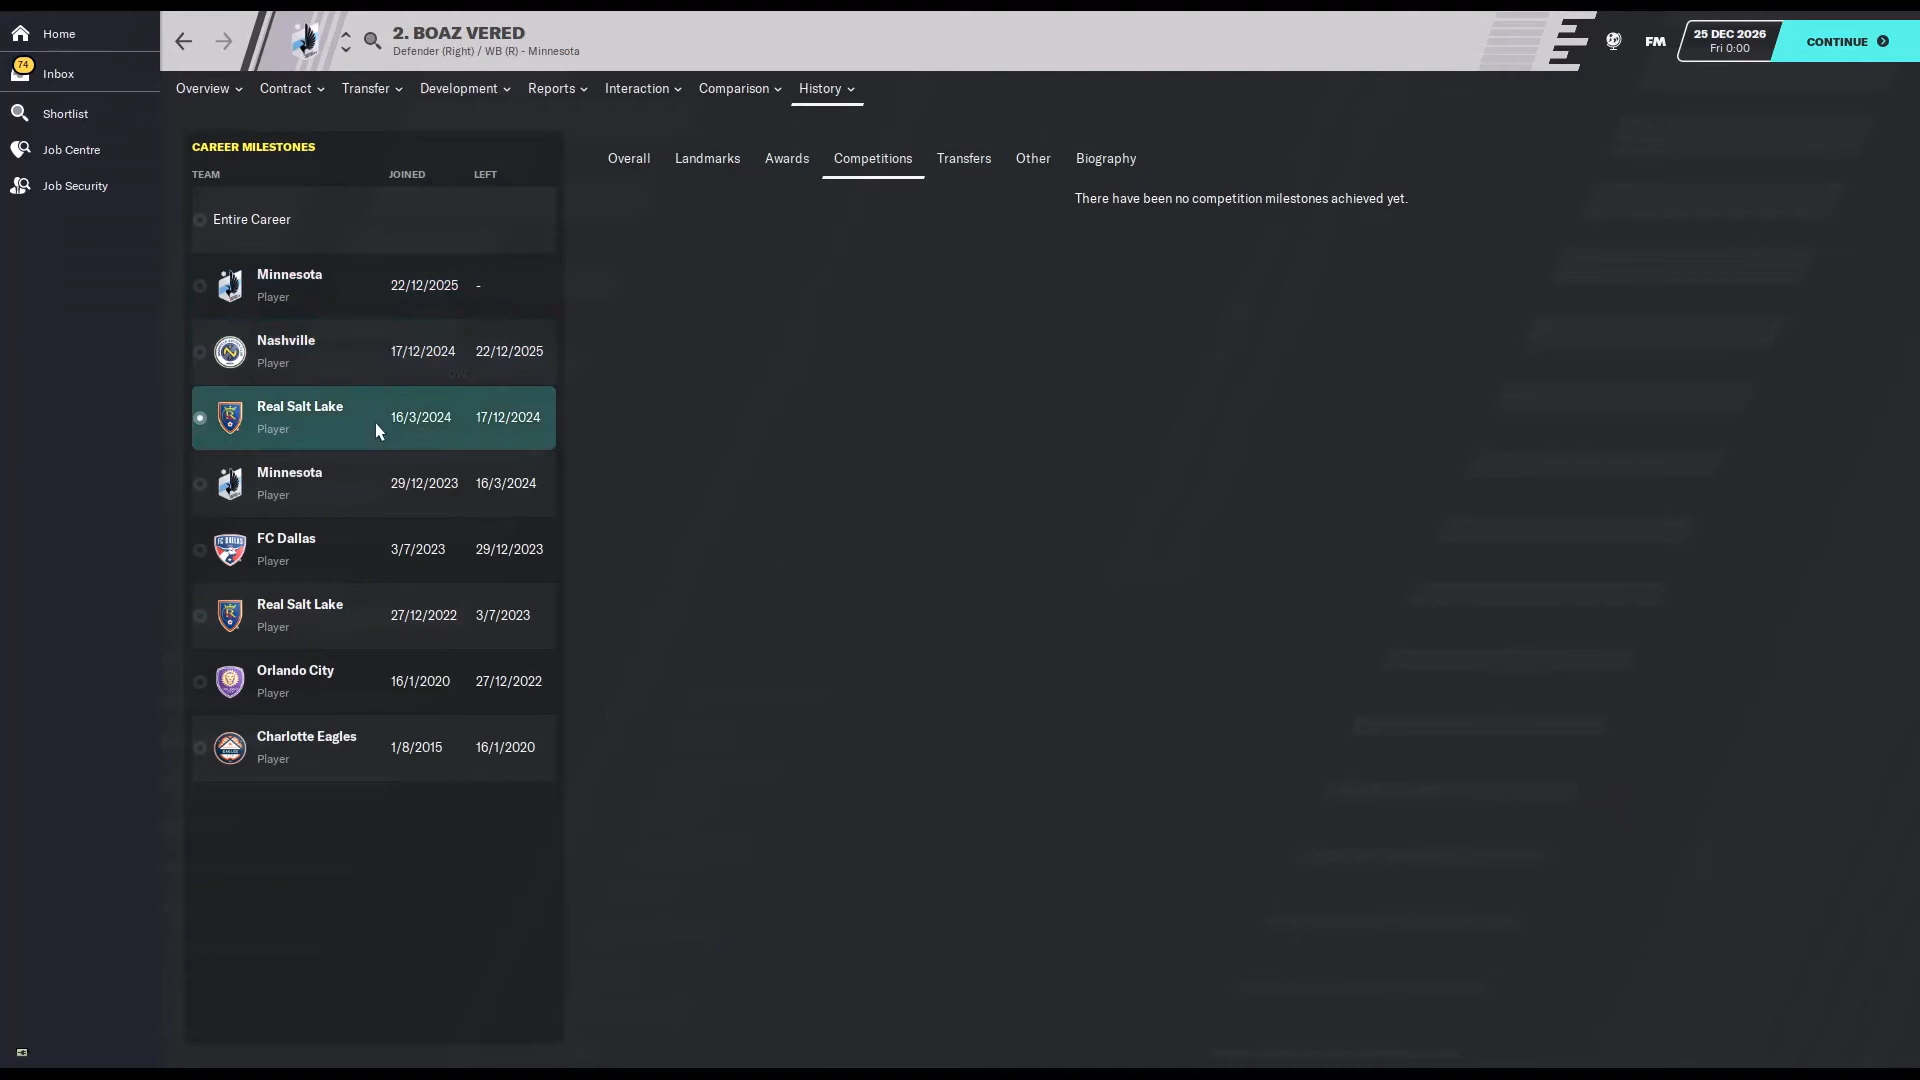 Home
74
Inbox
Shortlist
Job Centre
Job Security
2. BOAZ VERED
Defender (Right) / WB (R) - Minnesota
FM
25 DEC 2026
Fri 0:00
CONTINUE
Overview
Contract
Transfer
Development
Reports
Interaction
Comparison
History
CAREER MILESTONES
TEAM JOINED LEFT
Entire Career
Minnesota
Player
22/12/2025 -
Nashville
Player
17/12/2024 22/12/2025
Real Salt Lake
Player
16/3/2024 17/12/2024
Minnesota
Player
29/12/2023 16/3/2024
FC Dallas
Player
3/7/2023 29/12/2023
Real Salt Lake
Player
27/12/2022 3/7/2023
Orlando City
Player
16/1/2020 27/12/2022
Charlotte Eagles
Player
1/8/2015 16/1/2020
Overall
Landmarks
Awards
Competitions
Transfers
Other
Biography
There have been no competition milestones achieved yet.